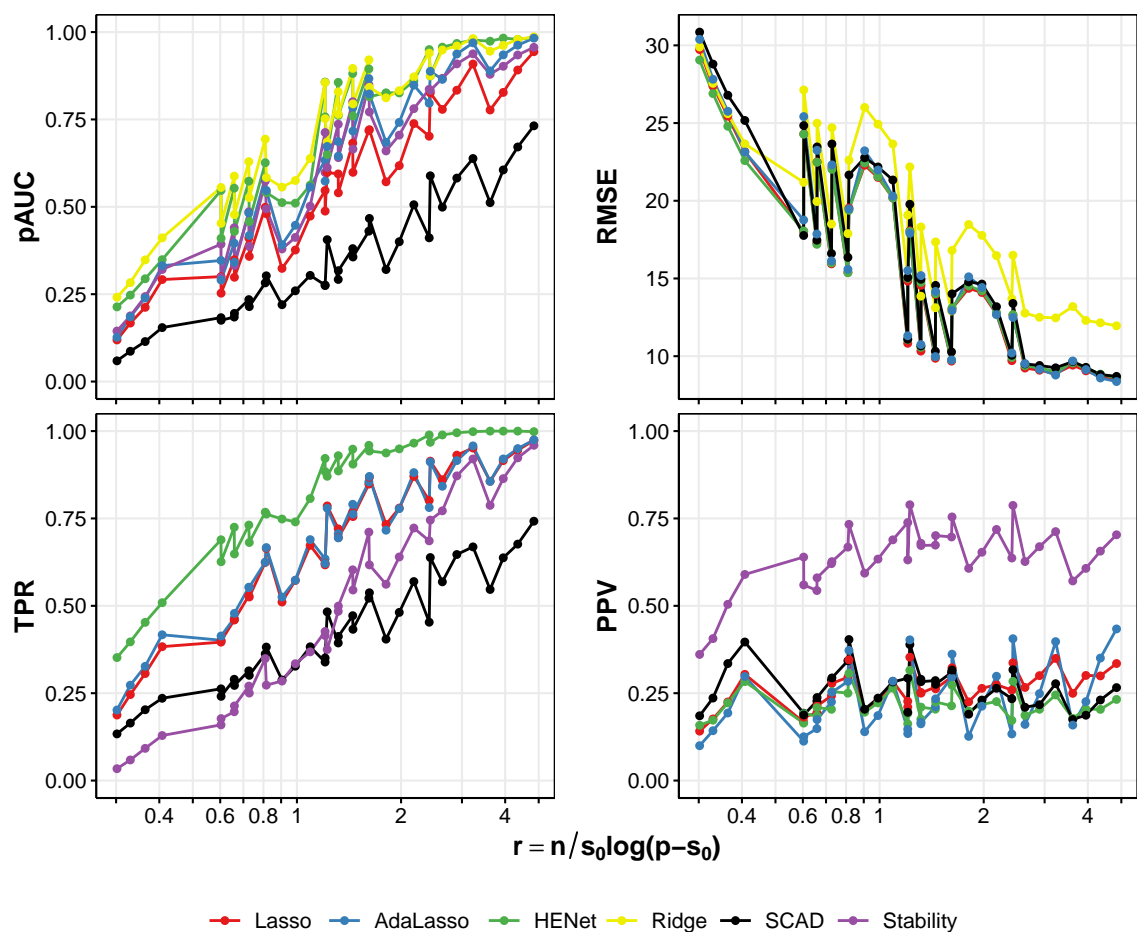 1.00
0.75
0.50
0.25
0.00
pAUC
30
25
20
15
10
RMSE
1.00
0.75
0.50
0.25
0.00
TPR
1.00
0.75
0.50
0.25
0.00
PPV
0.4 0.6 0.8 1 2 4
0.4 0.6 0.8 1 2 4
r = n/s₀log(p−s₀)
Lasso AdaLasso HENet Ridge SCAD Stability